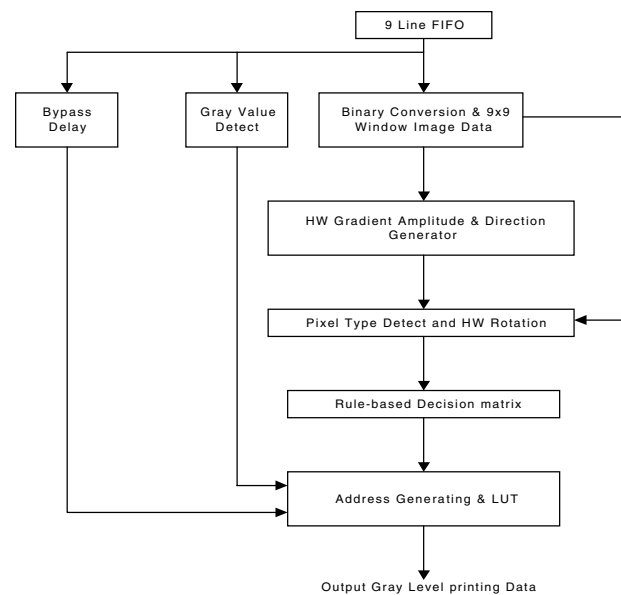 9 Line FIFO
Bypass
Delay
Gray Value
Detect
Binary Conversion & 9x9
Window Image Data
HW Gradient Amplitude & Direction
Generator
Pixel Type Detect and HW Rotation
Rule-based Decision matrix
Address Generating & LUT
Output Gray Level printing Data